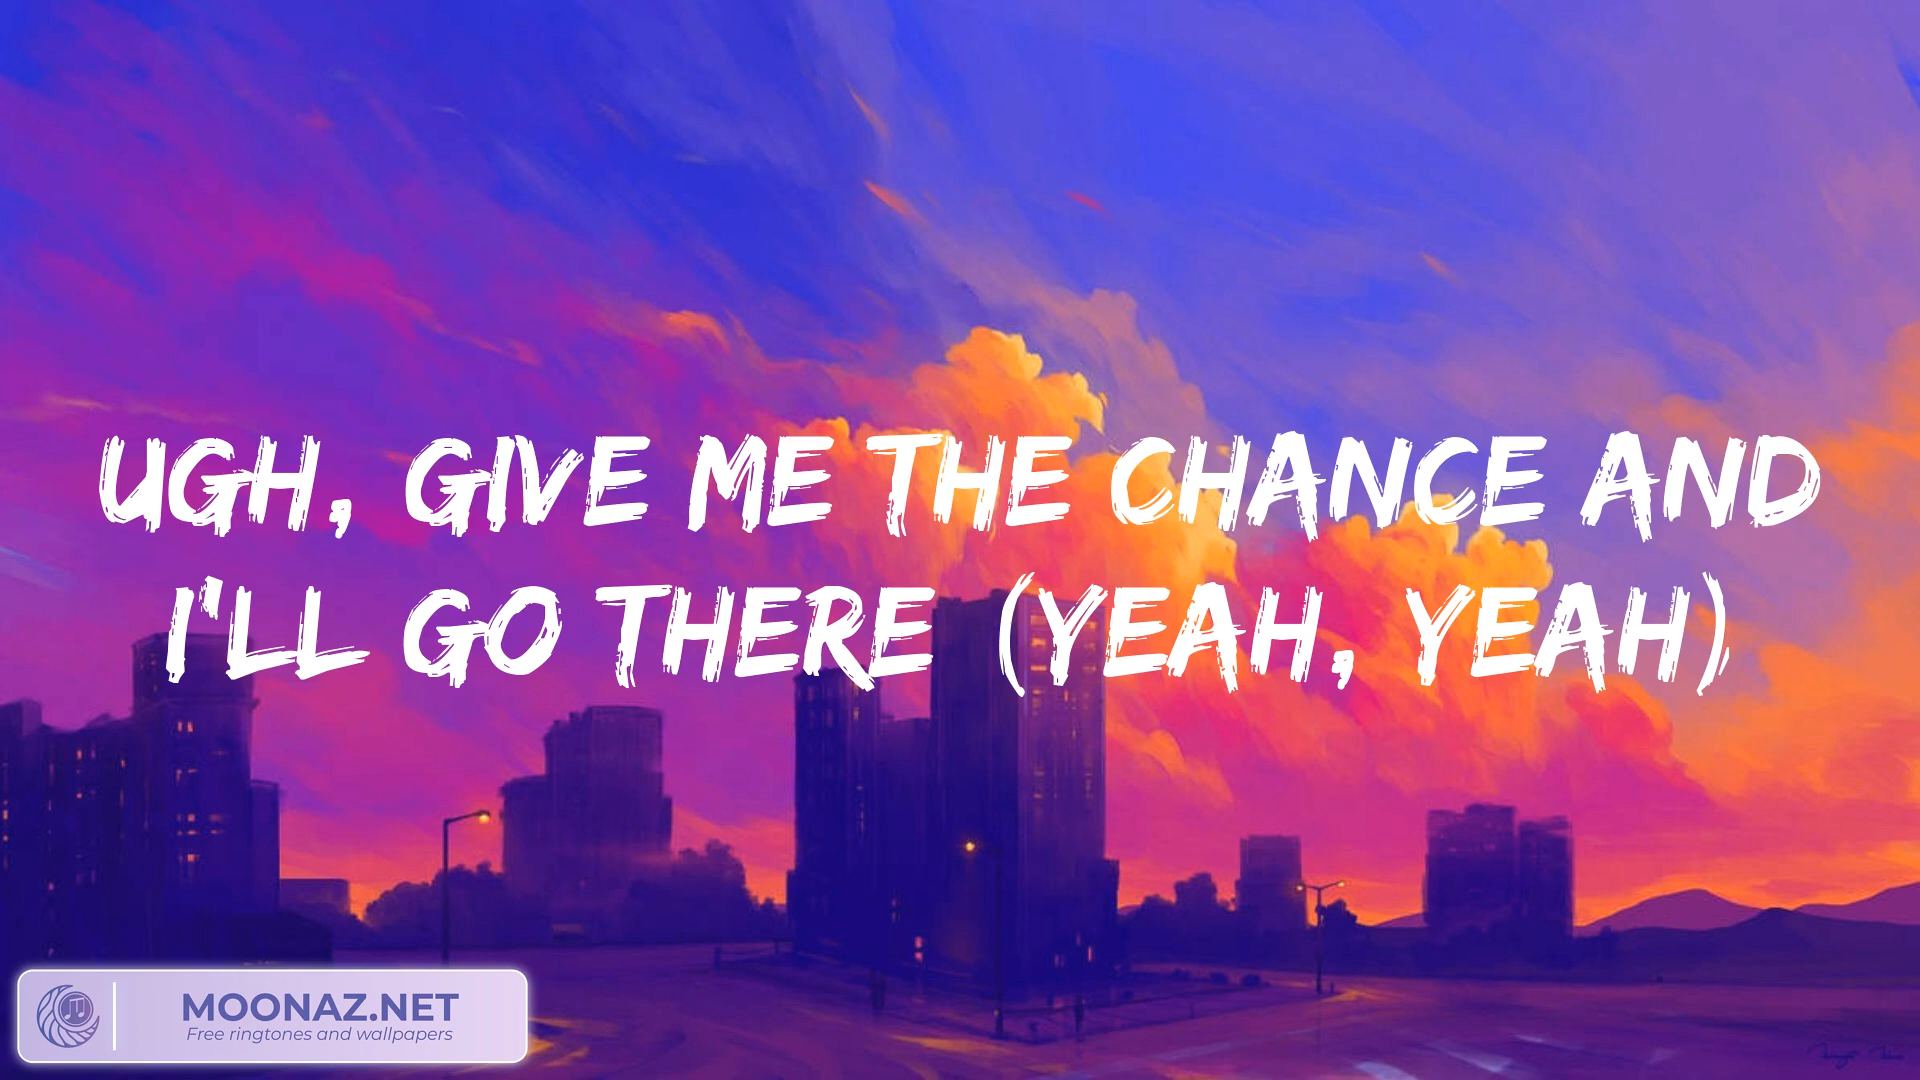 UGH, GIVE ME THE CHANCE AND
I'LL GO THERE (YEAH, YEAH)
MOONAZ.NET
Free ringtones and wallpapers